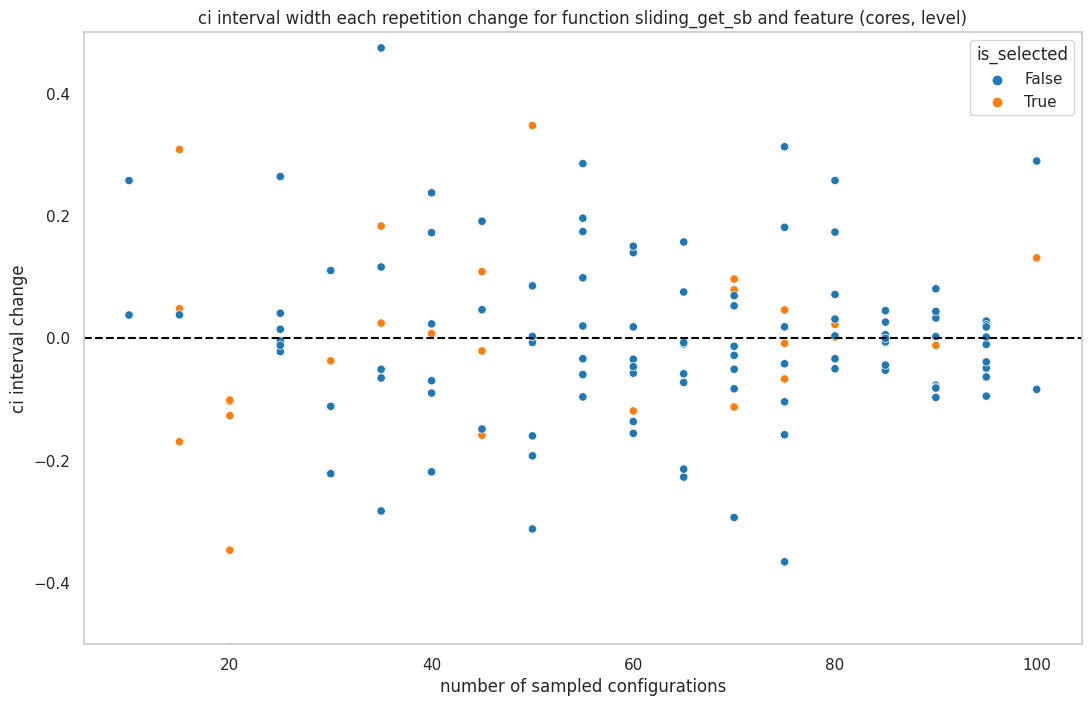 ci interval width each repetition change for function sliding_get_sb and feature (cores, level)
is_selected
False
True
0.4
0.2
0.0
−0.2
−0.4
ci interval change
20
40
60
80
100
number of sampled configurations